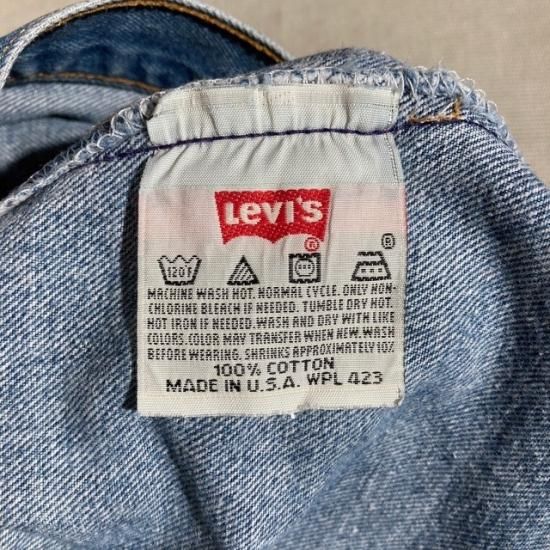 Levi's
®
®
120°F
MACHINE WASH HOT. NORMAL CYCLE. ONLY NON-
CHLORINE BLEACH IF NEEDED. TUMBLE DRY HOT.
HOT IRON IF NEEDED. WASH AND DRY WITH LIKE
COLORS. COLOR MAY TRANSFER WHEN NEW. WASH
BEFORE WEARING. SHRINKS APPROXIMATELY 10%
100% COTTON
MADE IN U.S.A. WPL 423